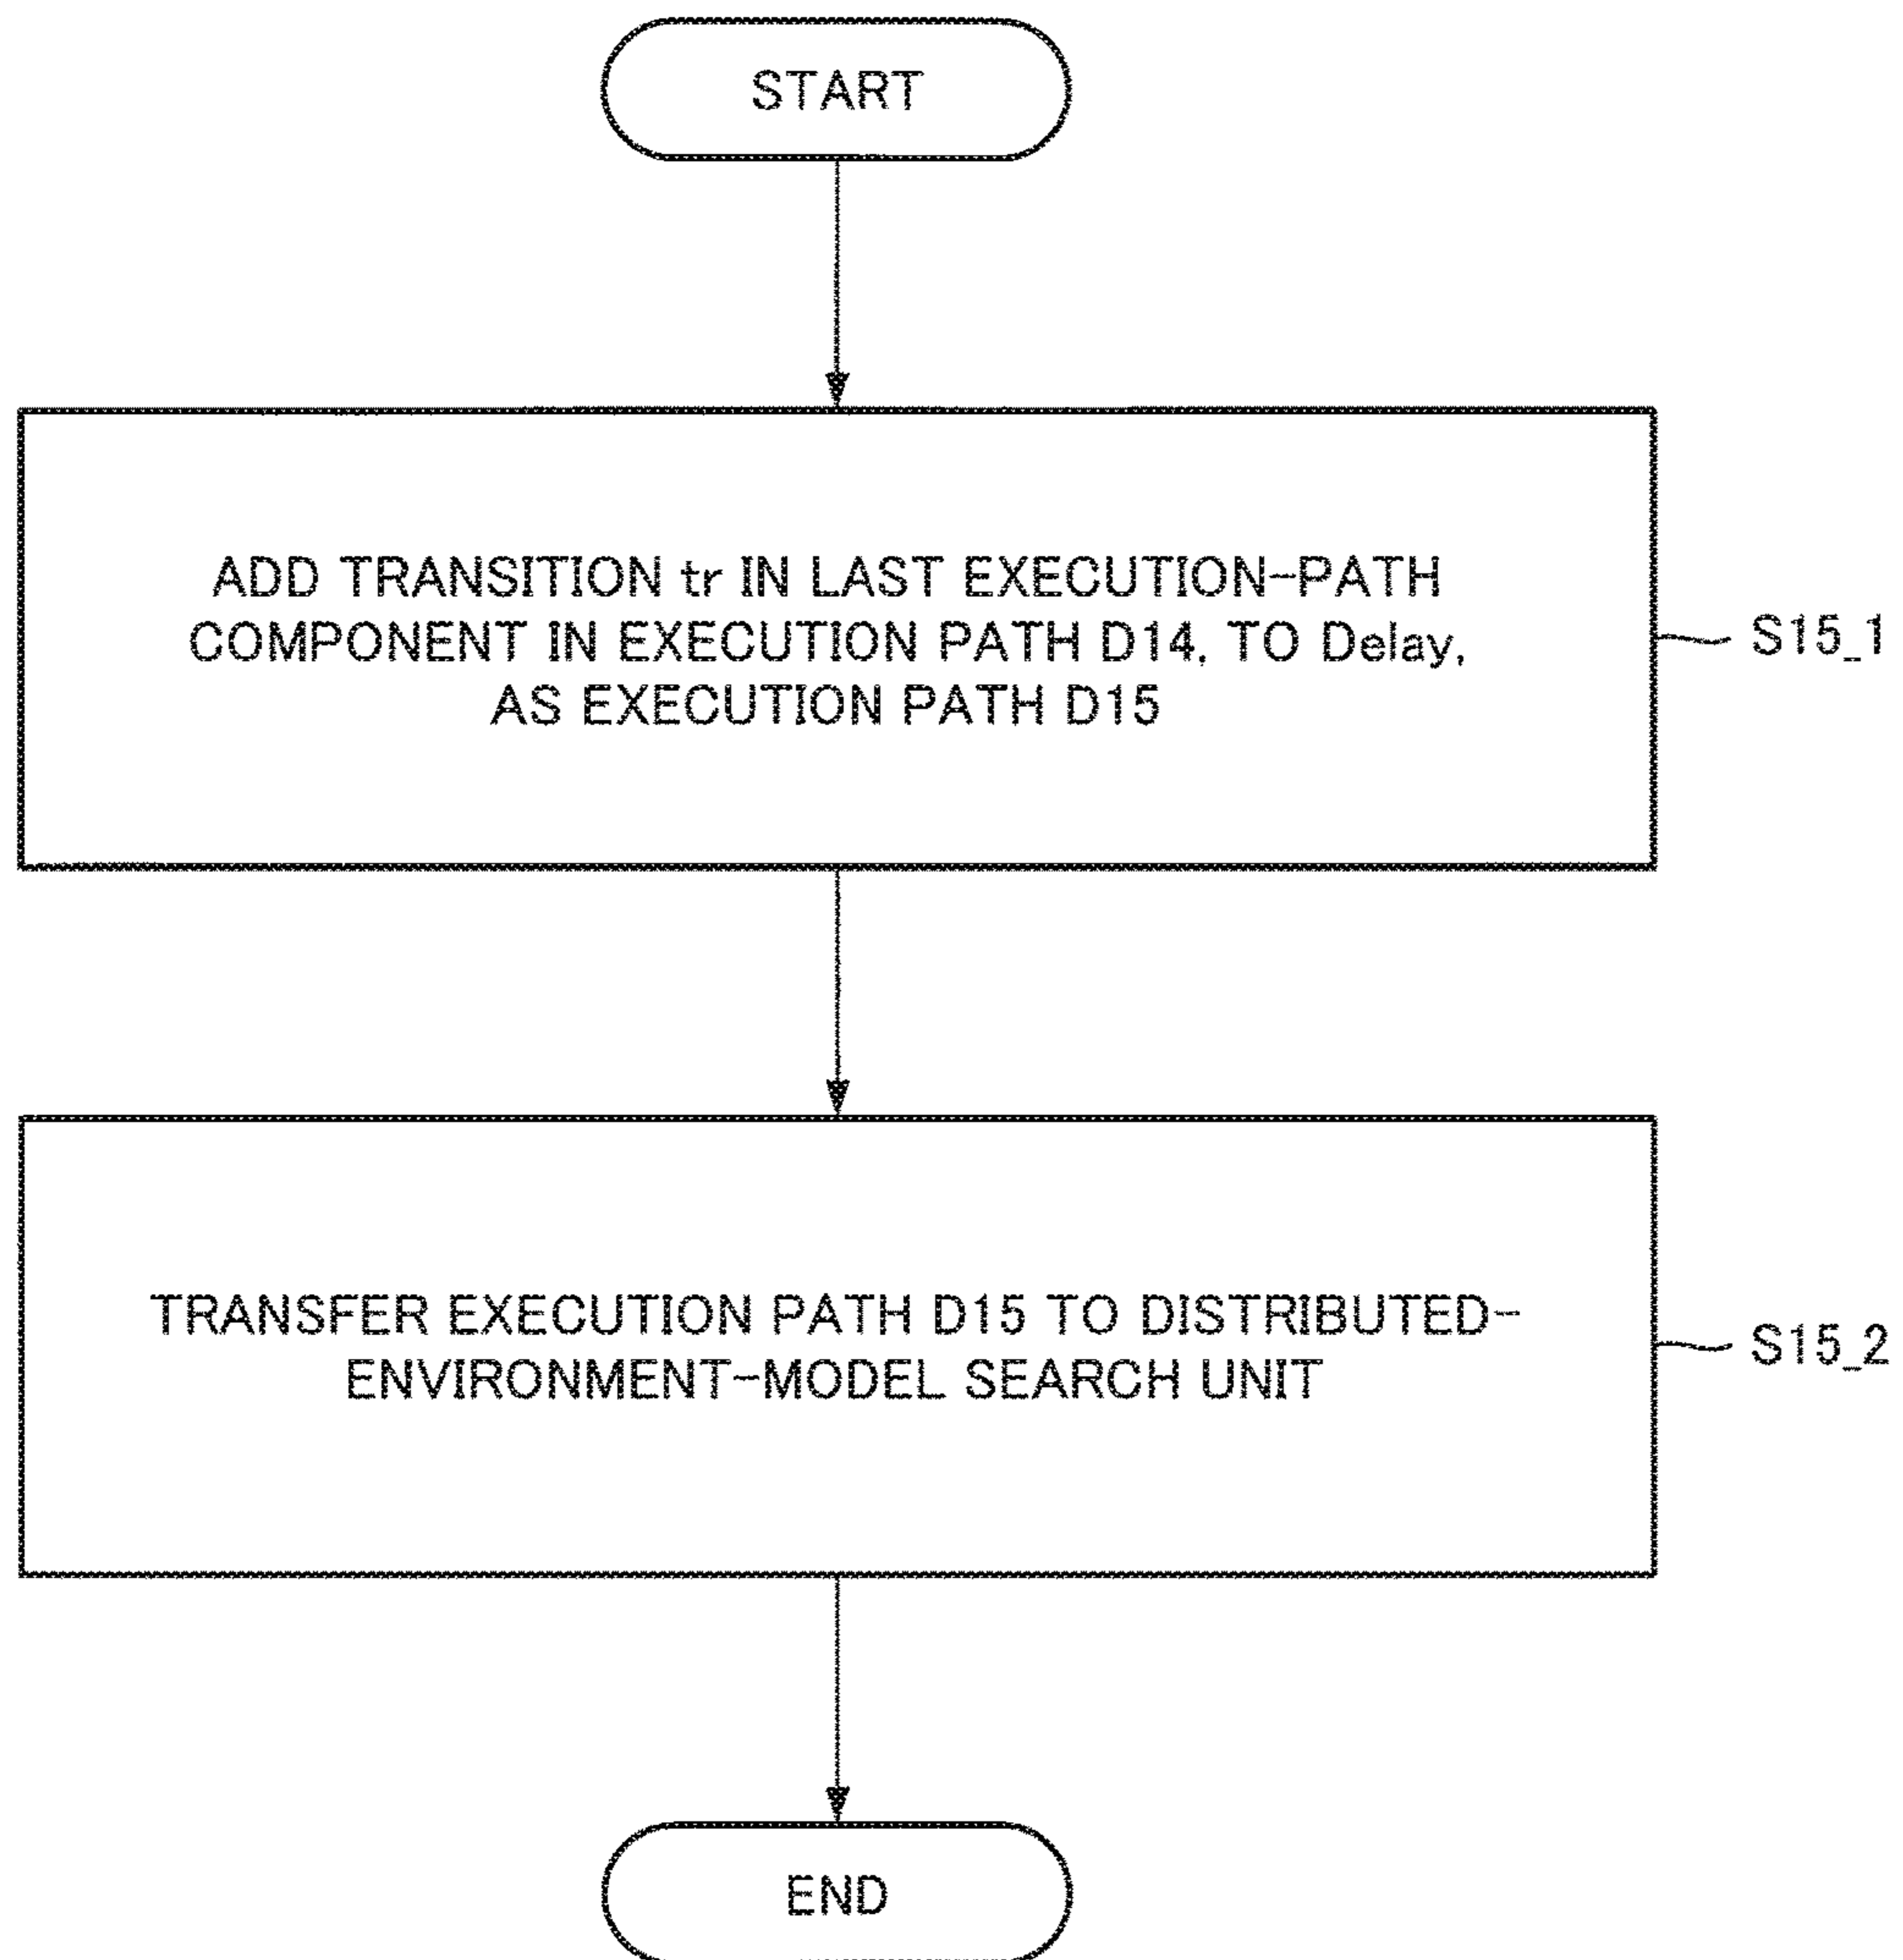 START
ADD TRANSITION tr IN LAST EXECUTION-PATH
COMPONENT IN EXECUTION PATH D14, TO Delay,
AS EXECUTION PATH D15
S15_1
TRANSFER EXECUTION PATH D15 TO DISTRIBUTED-
ENVIRONMENT-MODEL SEARCH UNIT
S15_2
END